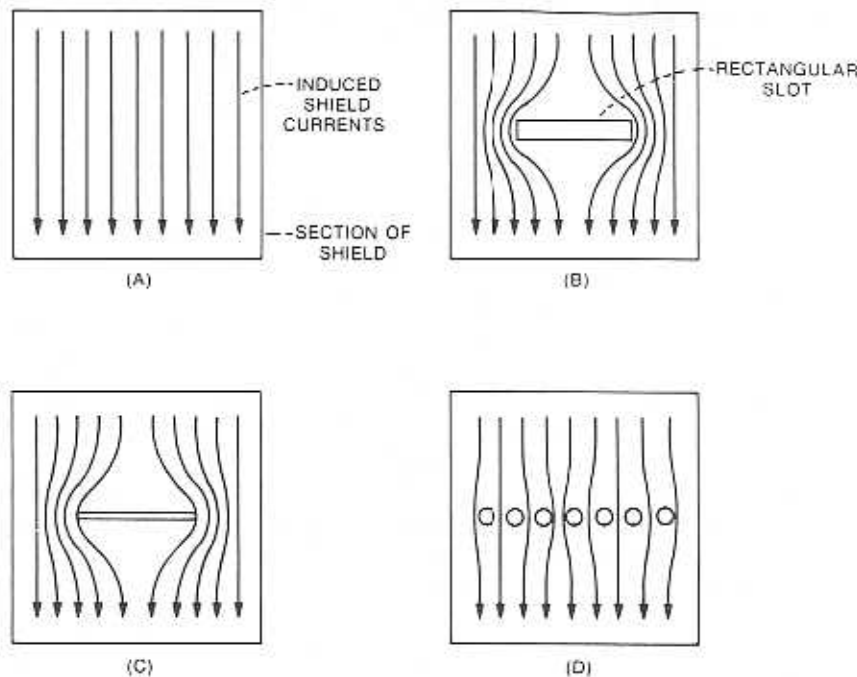 INDUCED
SHIELD
CURRENTS
SECTION OF
SHIELD
(A)
RECTANGULAR
SLOT
(B)
(C)
(D)